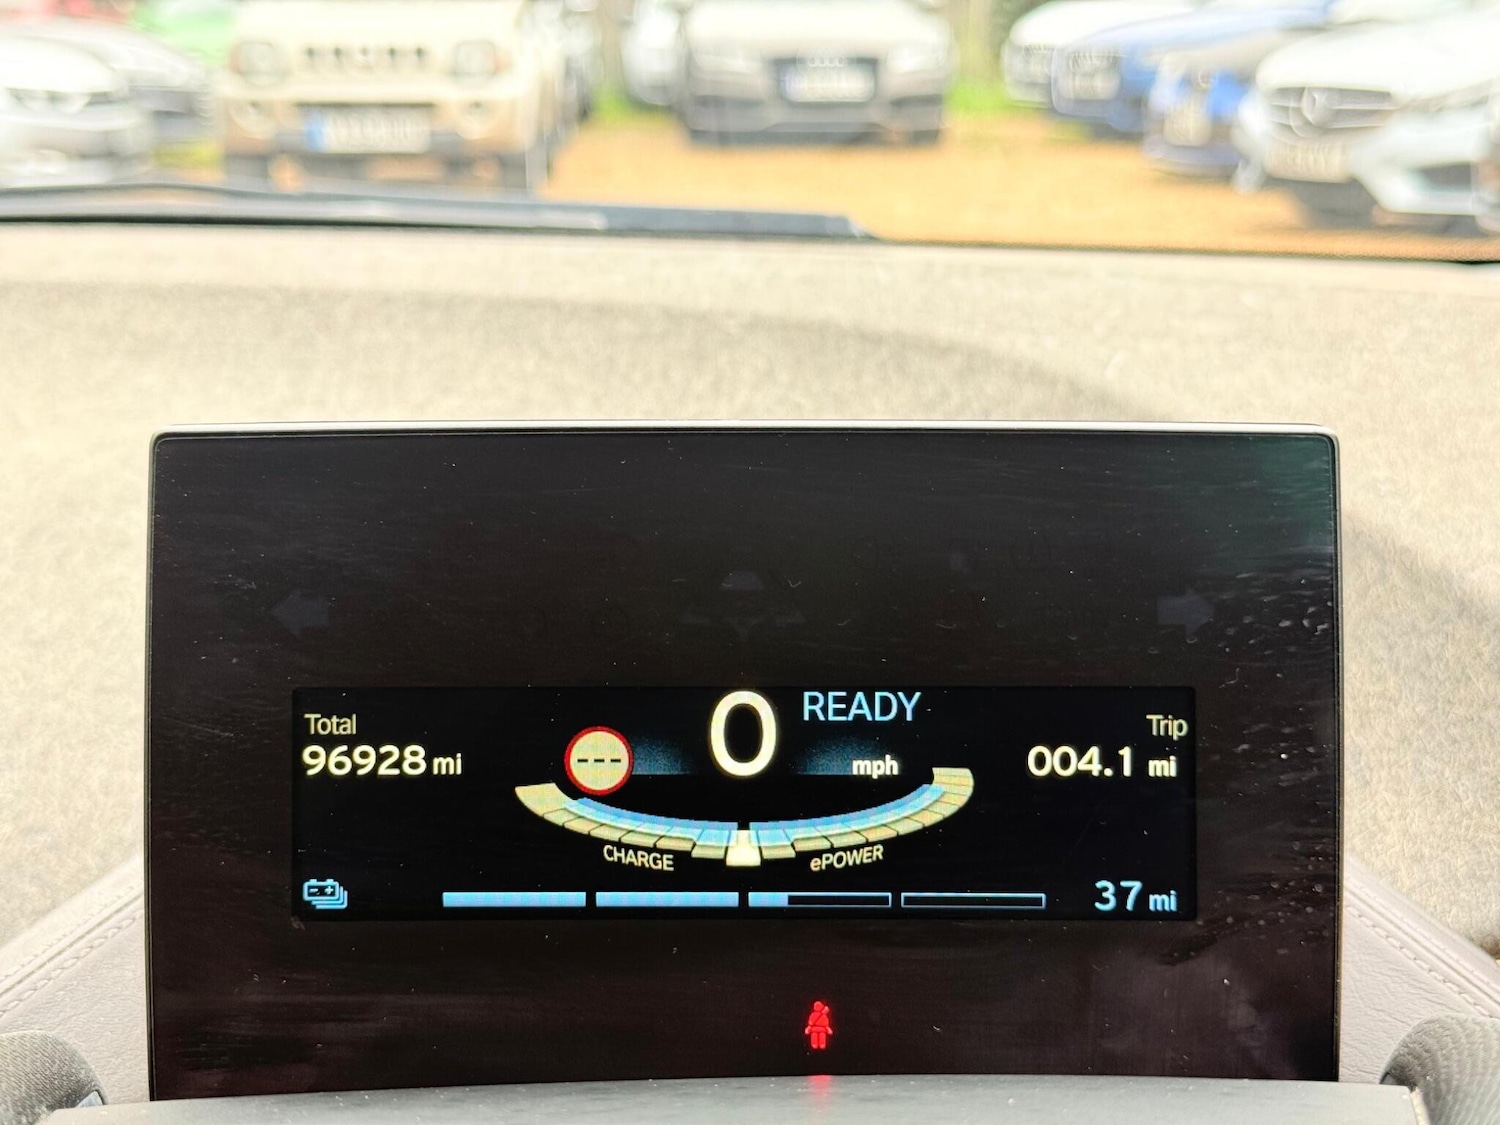 READY
Total
Trip
0
96928 mi
---
mph
004.1 mi
CHARGE
ePOWER
37 mi